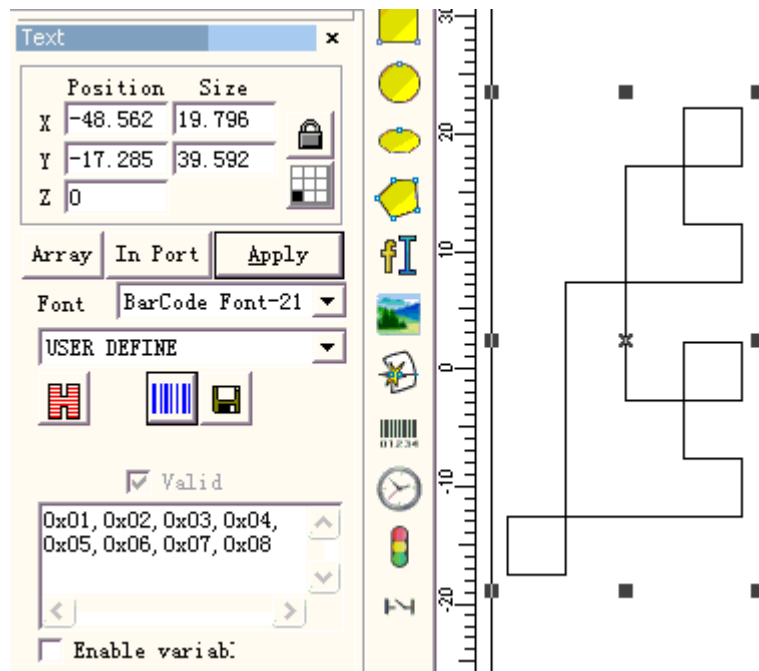 Text
Position Size
X -48.562 19.796
Y -17.285 39.592
Z 0
Array In Port Apply
Font BarCode Font-21
USER DEFINE
Valid
0x01, 0x02, 0x03, 0x04,
0x05, 0x06, 0x07, 0x08
Enable variab
01234
30
20
10
0
-10
-20